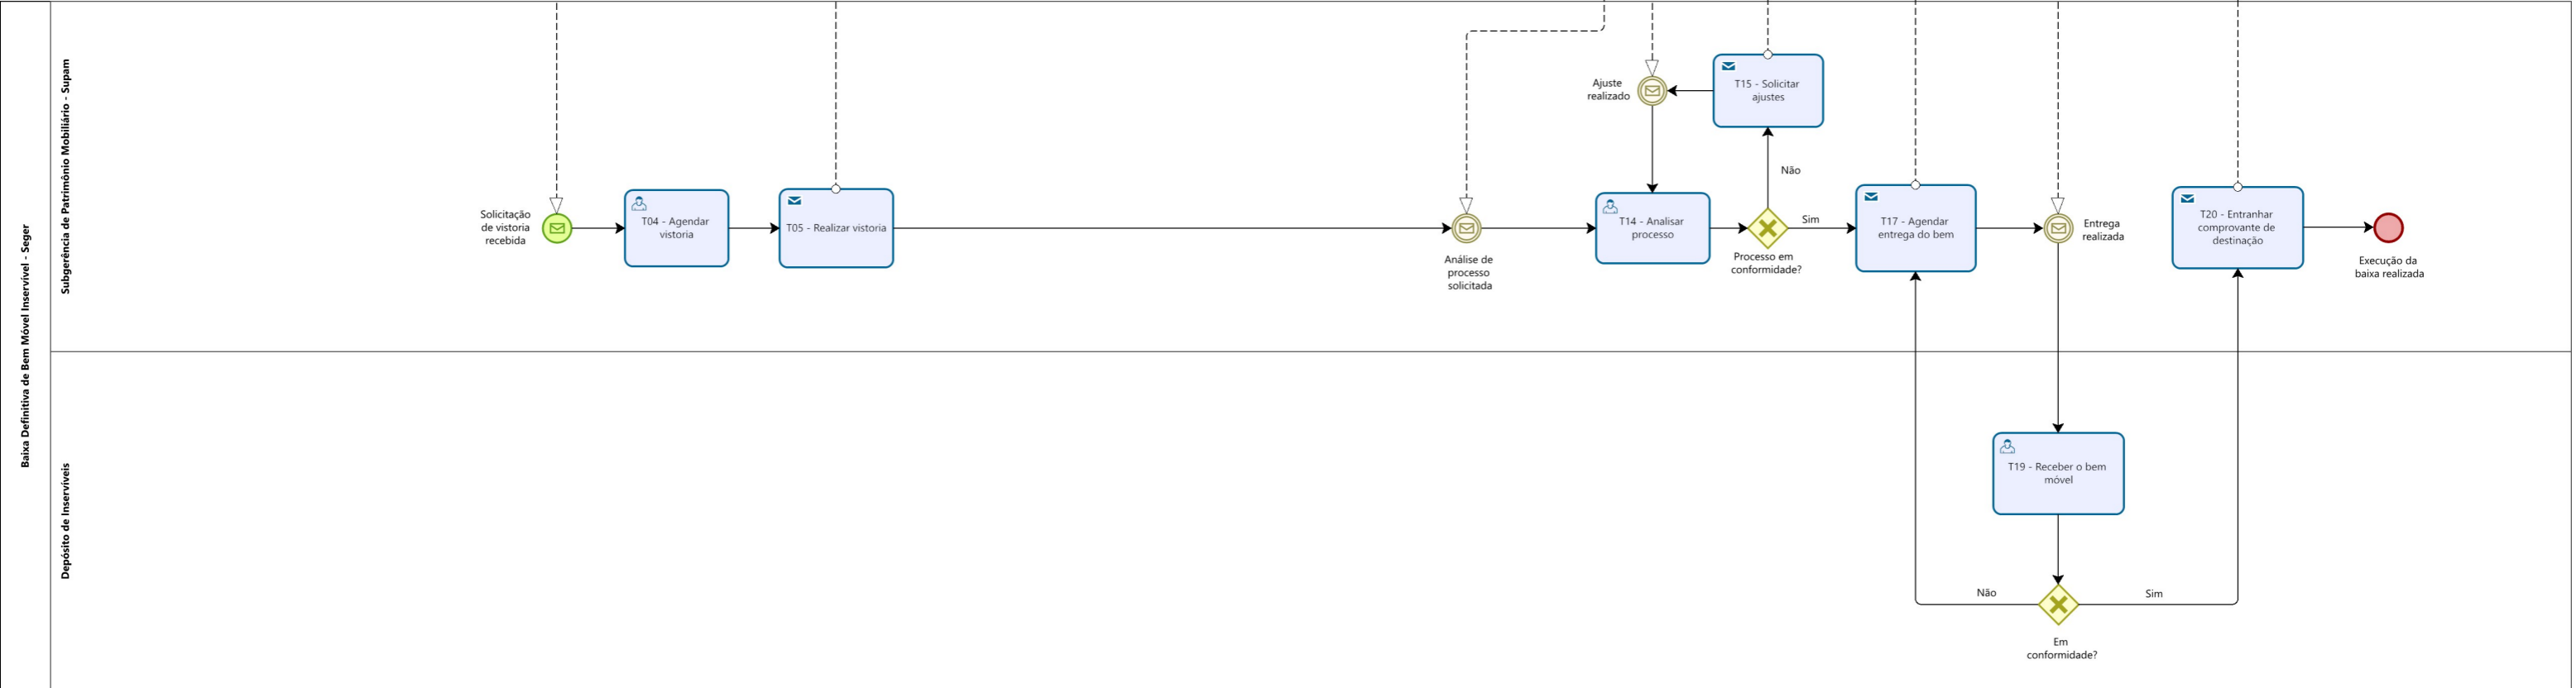 Baixa Definitiva de Bem Móvel Inservível - Seger
Subgerência de Patrimônio Mobiliário - Supam
Solicitação
de vistoria
recebida
T04 - Agendar
vistoria
T05 - Realizar vistoria
Análise de
processo
solicitada
Ajuste
realizado
T15 - Solicitar
ajustes
T14 - Analisar
processo
Não
Sim
Processo em
conformidade?
T17 - Agendar
entrega do bem
Entrega
realizada
T20 - Entranhar
comprovante de
destinação
Execução da
baixa realizada
Depósito de Inservíveis
T19 - Receber o bem
móvel
Não
Sim
Em
conformidade?